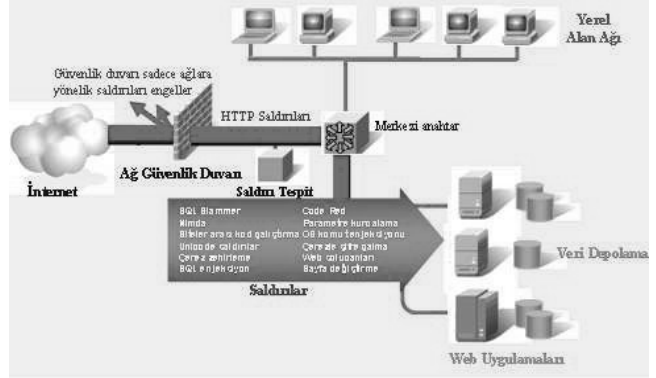 Yerel
Alan Ağı
Güvenlik duvarı sadece ağlara
yönelik saldırıları engeller
HTTP Saldırıları
Merkezi anahtar
Ağ Güvenlik Duvarı
İnternet
Saldırı Tespit
SQL Slammer
Code Red
Nimda
Parametre kurcalama
Siteler arası kod çalıştırma
OS komut enjeksiyonu
Unicode saldırılar
Çerezle şifre çalma
Çerez zehirleme
Web solucanları
SQL enjeksiyon
Sayfa değiştirme
Saldırılar
Veri Depolama
Web Uygulamaları